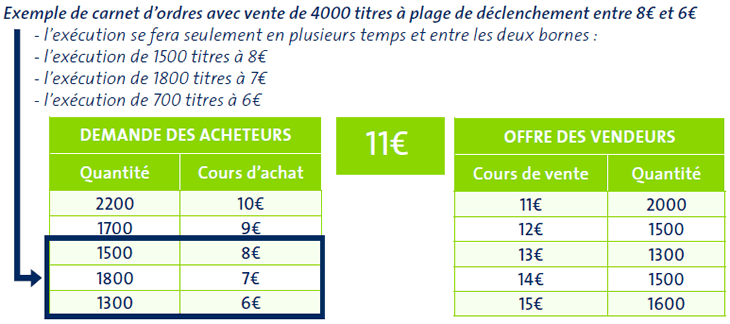 Exemple de carnet d'ordres avec vente de 4000 titres à plage de déclenchement entre 8€ et 6€
- l'exécution se fera seulement en plusieurs temps et entre les deux bornes :
- l'exécution de 1500 titres à 8€
- l'exécution de 1800 titres à 7€
- l'exécution de 700 titres à 6€
DEMANDE DES ACHETEURS 11€ OFFRE DES VENDEURS
Quantité Cours d'achat Cours de vente Quantité
2200 10€ 11€ 2000
1700 9€ 12€ 1500
1500 8€ 13€ 1300
1800 7€ 14€ 1500
1300 6€ 15€ 1600